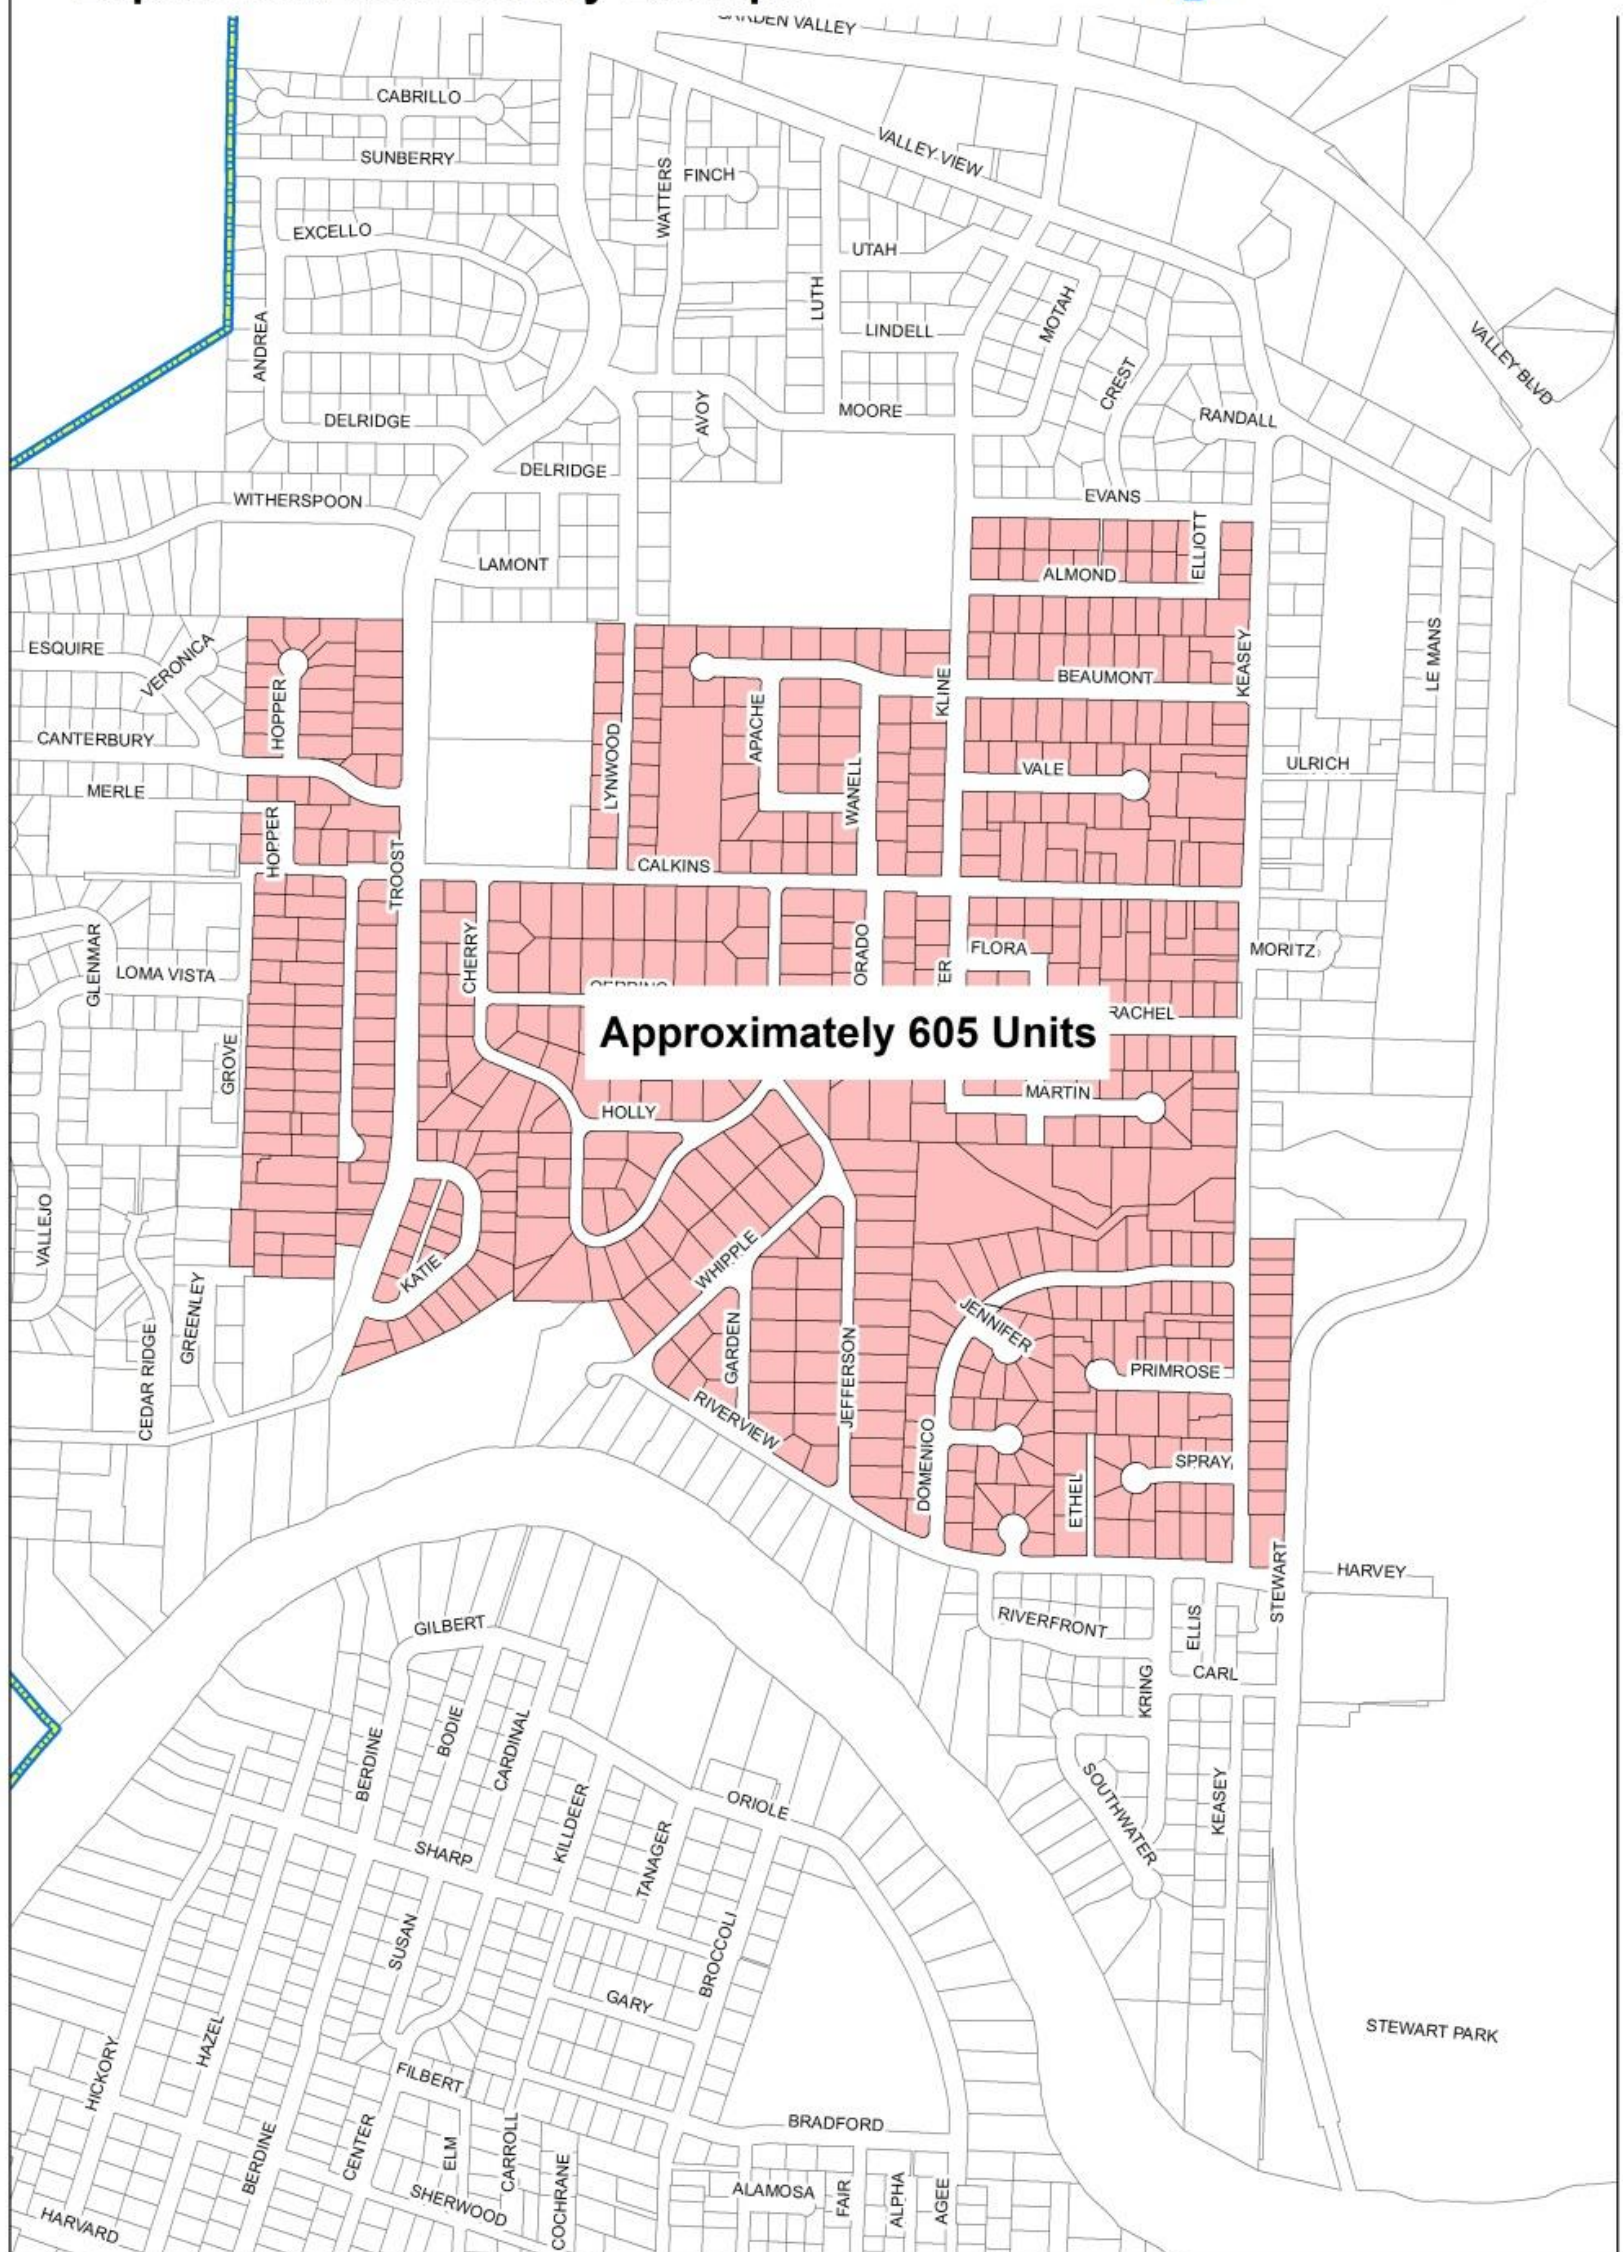 VALLEY
CABRILLO
VALLEY VIEW
SUNBERRY
WATTERS
FINCH
EXCELLO
UTAH
LUTH
MOTAH
LINDELL
ANDREA
VALLEY BLVD
CREST
AVOY
MOORE
RANDALL
DELRIDGE
DELRIDGE
EVANS
WITHERSPOON
ELLIOTT
LAMONT
ALMOND
ESQUIRE
VERONICA
LE MANS
KEASEY
BEAUMONT
KLINE
HOPPER
APACHE
CANTERBURY
LYNWOOD
ULRICH
VALE
WANELL
MERLE
HOPPER
CALKINS
TROOST
GLENMAR
CHERRY
FLORA
MORITZ
LOMA VISTA
RACHEL
Approximately 605 Units
GROVE
MARTIN
HOLLY
VALLEJO
WHIPPLE
KATIE
GREENLEY
JENNIFER
CEDAR RIDGE
GARDEN
JEFFERSON
PRIMROSE
RIVERVIEW
DOMENICO
SPRAY
ETHEL
STEWART
HARVEY
GILBERT
RIVERFRONT
ELLIS
CARL
KRING
BERDINE
BODIE
CARDINAL
SOUTHWATER
KEASEY
KILLDEER
ORIOLE
TANAGER
SHARP
SUSAN
BROCCOLI
GARY
STEWART PARK
HAZEL
HICKORY
FILBERT
BRADFORD
BERDINE
CENTER
ELM
CARROLL
COCHRANE
ALAMOSA
FAIR
ALPHA
AGEE
SHERWOOD
HARVARD